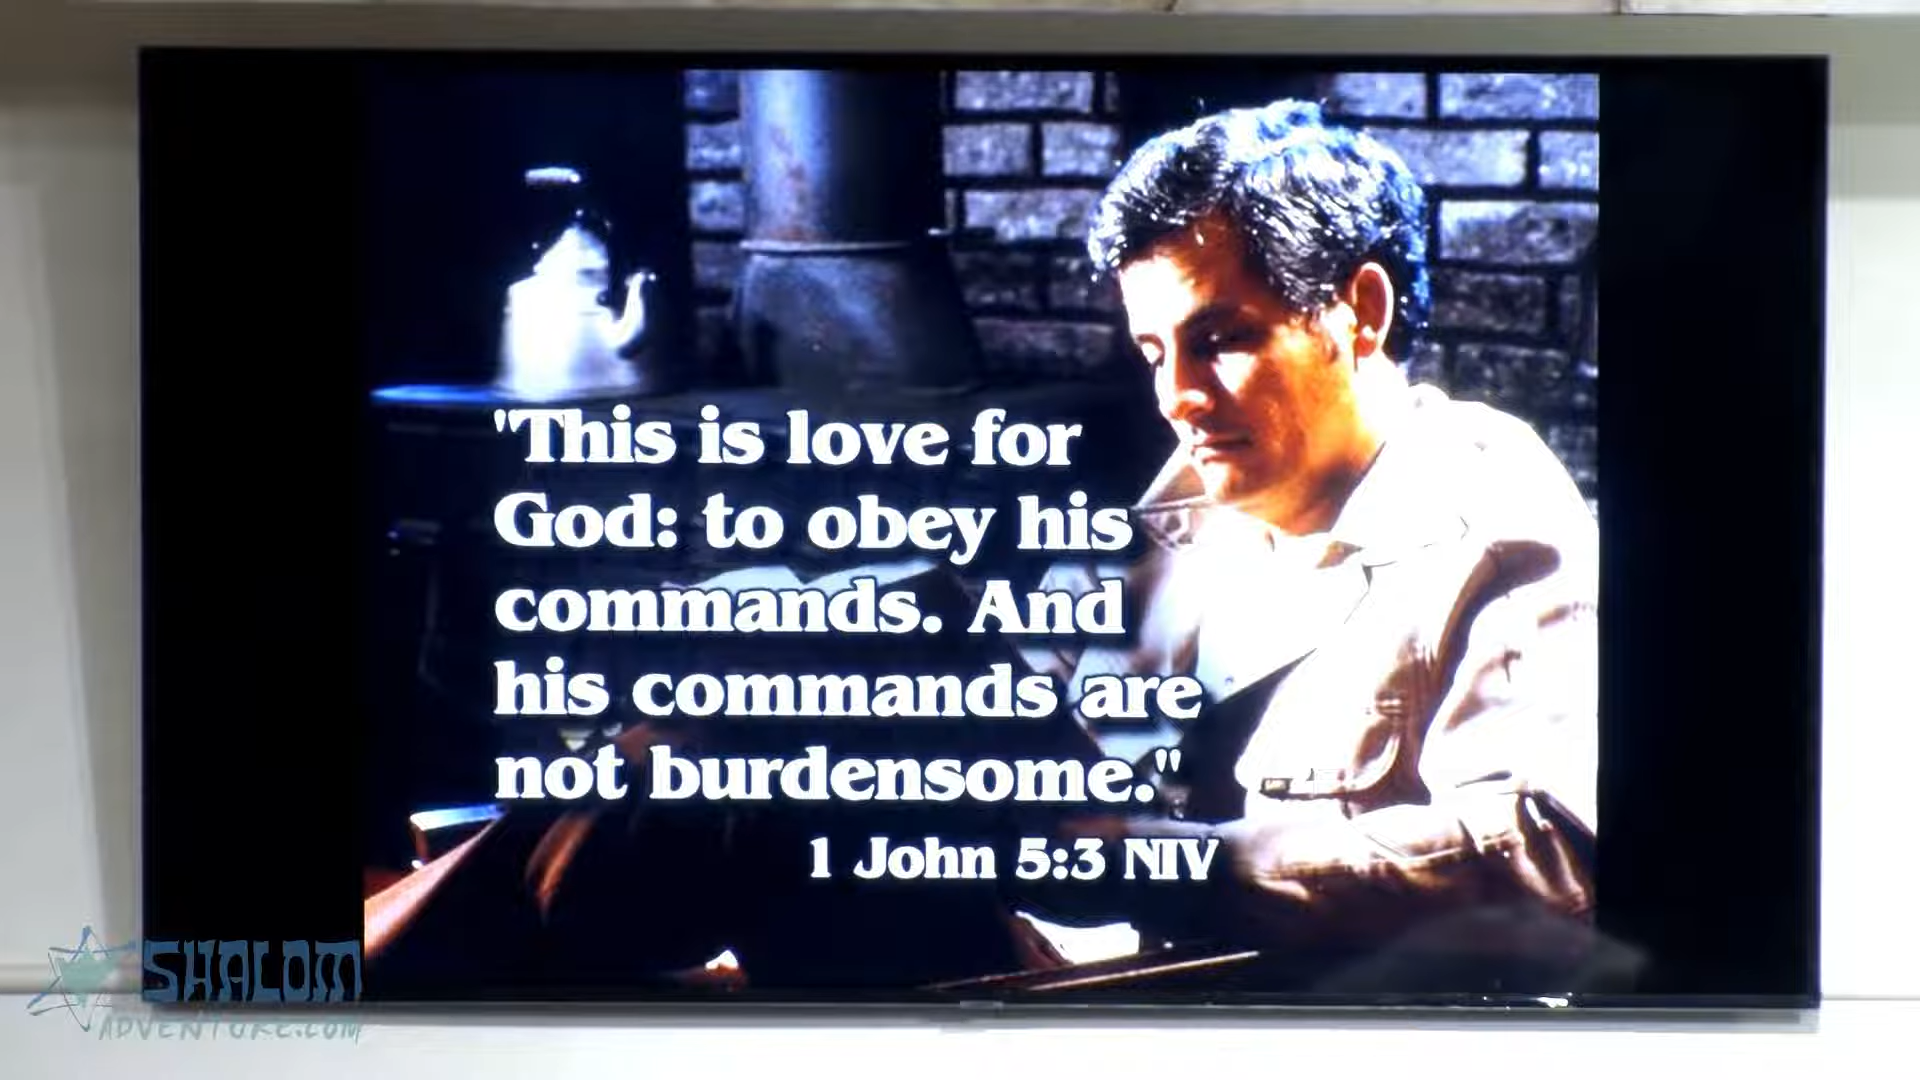 "This is love for
God: to obey his
commands. And
his commands are
not burdensome."
1 John 5:3 NIV
SHALOM
ADVENTURE.COM